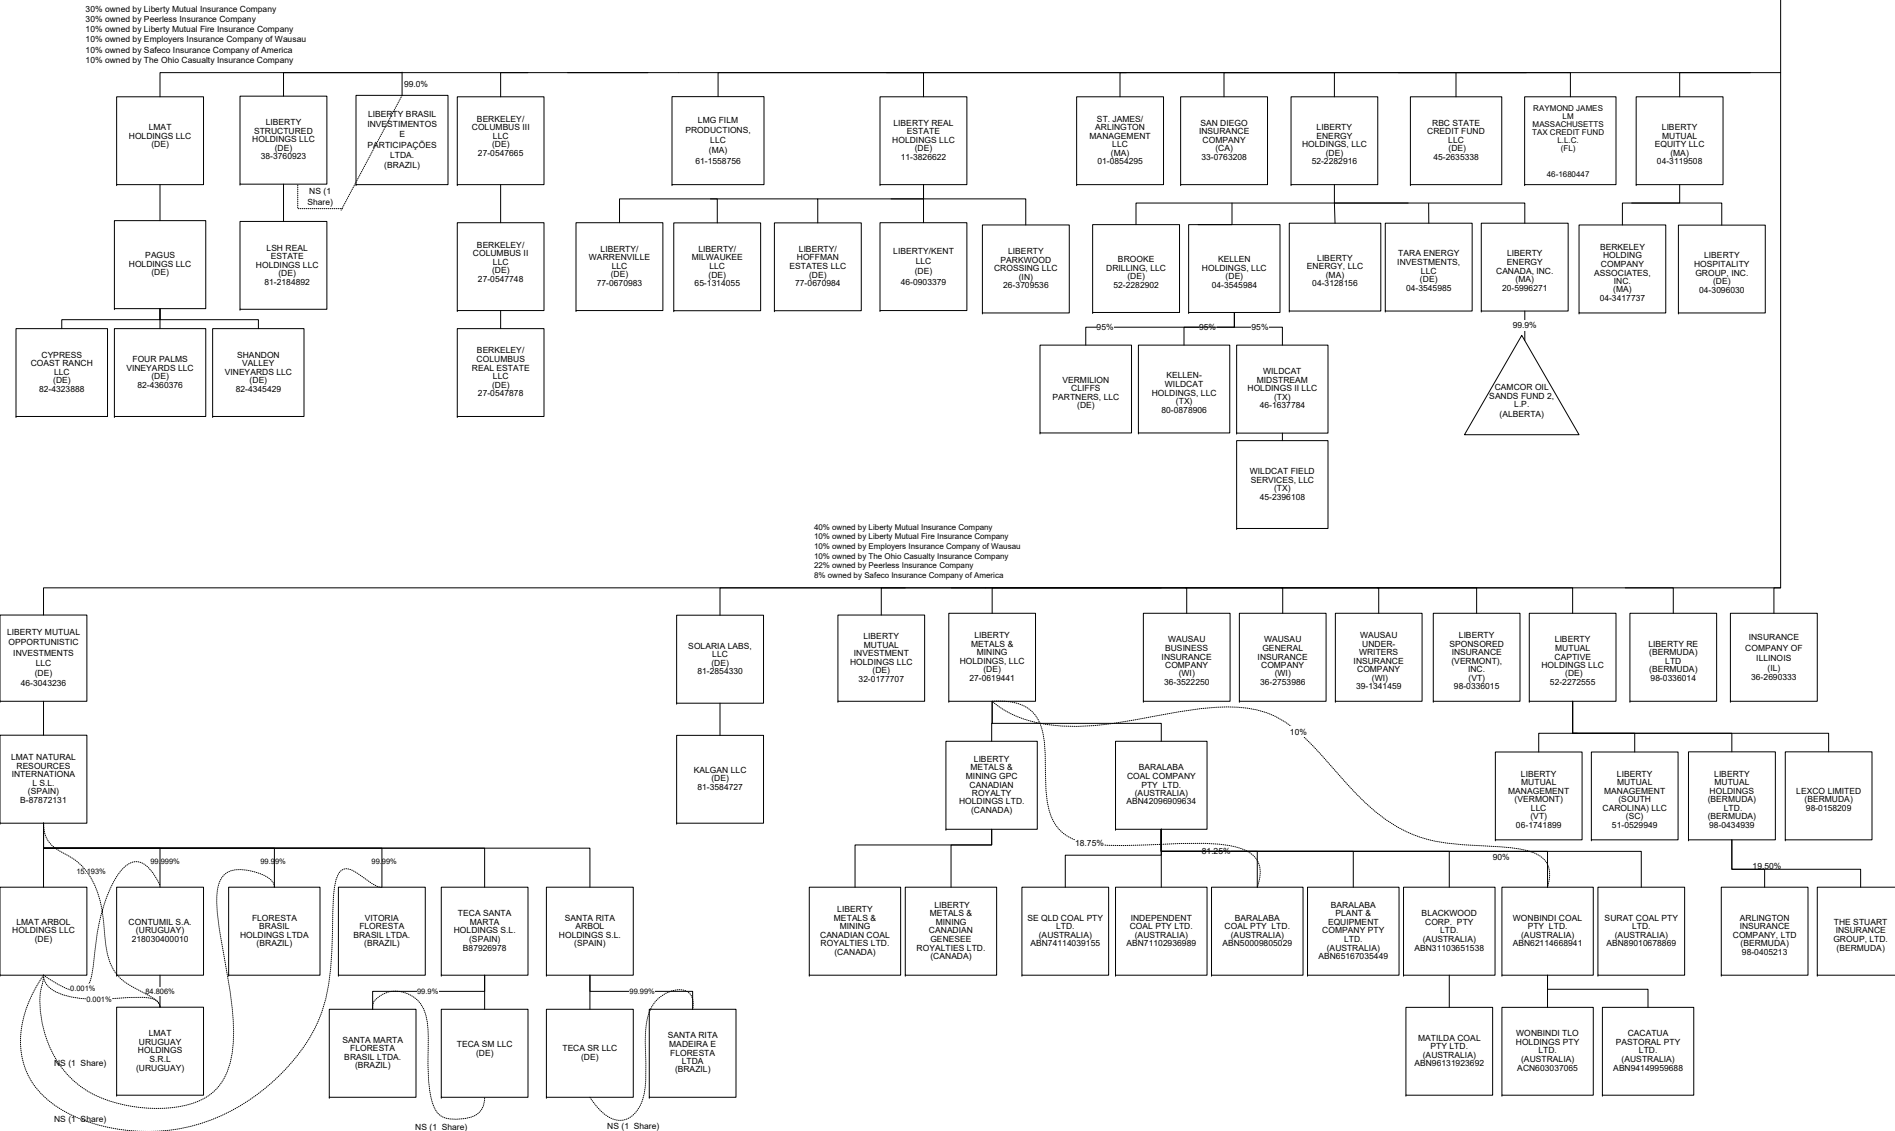 30% owned by Liberty Mutual Insurance Company
30% owned by Peerless Insurance Company
10% owned by Liberty Mutual Fire Insurance Company
10% owned by Employers Insurance Company of Wausau
10% owned by Safeco Insurance Company of America
10% owned by The Ohio Casualty Insurance Company
99.0%
LMAT
HOLDINGS LLC
(DE)
LIBERTY
STRUCTURED
HOLDINGS LLC
(DE)
38-3760923
LIBERTY BRASIL
INVESTIMENTOS
E
PARTICIPAÇÕES
LTDA.
(BRAZIL)
BERKELEY/
COLUMBUS III
LLC
(DE)
27-0547665
LMG FILM
PRODUCTIONS,
LLC
(MA)
61-1558756
LIBERTY REAL
ESTATE
HOLDINGS LLC
(DE)
11-3826622
ST. JAMES/
ARLINGTON
MANAGEMENT
LLC
(MA)
01-0854295
SAN DIEGO
INSURANCE
COMPANY
(CA)
33-0763208
LIBERTY
ENERGY
HOLDINGS, LLC
(DE)
52-2282916
RBC STATE
CREDIT FUND
LLC
(DE)
45-2635338
RAYMOND JAMES
LM
MASSACHUSETTS
TAX CREDIT FUND
L.L.C.
(FL)
46-1680447
LIBERTY
MUTUAL
EQUITY LLC
(MA)
04-3119508
NS (1
Share)
PAGUS
HOLDINGS LLC
(DE)
LSH REAL
ESTATE
HOLDINGS LLC
(DE)
81-2184892
BERKELEY/
COLUMBUS II
LLC
(DE)
27-0547748
LIBERTY/
WARRENVILLE
LLC
(DE)
77-0670983
LIBERTY/
MILWAUKEE
LLC
(DE)
65-1314055
LIBERTY/
HOFFMAN
ESTATES LLC
(DE)
77-0670984
LIBERTY/KENT
LLC
(DE)
46-0903379
LIBERTY
PARKWOOD
CROSSING LLC
(IN)
26-3709536
BROOKE
DRILLING, LLC
(DE)
52-2282902
KELLEN
HOLDINGS, LLC
(DE)
04-3545984
LIBERTY
ENERGY, LLC
(MA)
04-3128156
TARA ENERGY
INVESTMENTS,
LLC
(DE)
04-3545985
LIBERTY
ENERGY
CANADA, INC.
(MA)
20-5996271
BERKELEY
HOLDING
COMPANY
ASSOCIATES,
INC.
(MA)
04-3417737
LIBERTY
HOSPITALITY
GROUP, INC.
(DE)
04-3096030
95%
95%
95%
99.9%
CYPRESS
COAST RANCH
LLC
(DE)
82-4323888
FOUR PALMS
VINEYARDS LLC
(DE)
82-4360376
SHANDON
VALLEY
VINEYARDS LLC
(DE)
82-4345429
BERKELEY/
COLUMBUS
REAL ESTATE
LLC
(DE)
27-0547878
VERMILION
CLIFFS
PARTNERS, LLC
(DE)
KELLEN-
WILDCAT
HOLDINGS, LLC
(TX)
80-0878906
WILDCAT
MIDSTREAM
HOLDINGS II LLC
(TX)
46-1637784
CAMCOR OIL
SANDS FUND 2,
L.P.
(ALBERTA)
WILDCAT FIELD
SERVICES, LLC
(TX)
45-2396108
40% owned by Liberty Mutual Insurance Company
10% owned by Liberty Mutual Fire Insurance Company
10% owned by Employers Insurance Company of Wausau
10% owned by The Ohio Casualty Insurance Company
22% owned by Peerless Insurance Company
8% owned by Safeco Insurance Company of America
LIBERTY MUTUAL
OPPORTUNISTIC
INVESTMENTS
LLC
(DE)
46-3043236
SOLARIA LABS,
LLC
(DE)
81-2854330
LIBERTY
MUTUAL
INVESTMENT
HOLDINGS LLC
(DE)
32-0177707
LIBERTY
METALS &
MINING
HOLDINGS, LLC
(DE)
27-0619441
WAUSAU
BUSINESS
INSURANCE
COMPANY
(WI)
36-3522250
WAUSAU
GENERAL
INSURANCE
COMPANY
(WI)
36-2753986
WAUSAU
UNDER-
WRITERS
INSURANCE
COMPANY
(WI)
39-1341459
LIBERTY
SPONSORED
INSURANCE
(VERMONT),
INC.
(VT)
98-0336015
LIBERTY
MUTUAL
CAPTIVE
HOLDINGS LLC
(DE)
52-2272555
LIBERTY RE
(BERMUDA)
LTD
(BERMUDA)
98-0336014
INSURANCE
COMPANY OF
ILLINOIS
(IL)
36-2690333
10%
LMAT NATURAL
RESOURCES
INTERNATIONA
L S.L.
(SPAIN)
B-87872131
KALGAN LLC
(DE)
81-3584727
LIBERTY
METALS &
MINING GPC
CANADIAN
ROYALTY
HOLDINGS LTD.
(CANADA)
BARALABA
COAL COMPANY
PTY LTD.
(AUSTRALIA)
ABN42096909634
LIBERTY
MUTUAL
MANAGEMENT
(VERMONT)
LLC
(VT)
06-1741899
LIBERTY
MUTUAL
MANAGEMENT
(SOUTH
CAROLINA) LLC
(SC)
51-0529949
LIBERTY
MUTUAL
HOLDINGS
(BERMUDA)
LTD.
(BERMUDA)
98-0434939
LEXCO LIMITED
(BERMUDA)
98-0158209
15.193%
99.999%
99.99%
99.99%
18.75%
81.25%
90%
19.50%
LMAT ARBOL
HOLDINGS LLC
(DE)
CONTUMIL S.A.
(URUGUAY)
218030400010
FLORESTA
BRASIL
HOLDINGS LTDA
(BRAZIL)
VITORIA
FLORESTA
BRASIL LTDA.
(BRAZIL)
TECA SANTA
MARTA
HOLDINGS S.L.
(SPAIN)
B87926978
SANTA RITA
ARBOL
HOLDINGS S.L.
(SPAIN)
LIBERTY
METALS &
MINING
CANADIAN COAL
ROYALTIES LTD.
(CANADA)
LIBERTY
METALS &
MINING
CANADIAN
GENESEE
ROYALTIES LTD.
(CANADA)
SE QLD COAL PTY
LTD.
(AUSTRALIA)
ABN74114039155
INDEPENDENT
COAL PTY LTD.
(AUSTRALIA)
ABN71102936989
BARALABA
COAL PTY LTD.
(AUSTRALIA)
ABN50009805029
BARALABA
PLANT &
EQUIPMENT
COMPANY PTY
LTD.
(AUSTRALIA)
ABN65167035449
BLACKWOOD
CORP. PTY
LTD.
(AUSTRALIA)
ABN31103651538
WONBINDI COAL
PTY LTD.
(AUSTRALIA)
ABN62114668941
SURAT COAL PTY
LTD.
(AUSTRALIA)
ABN89010678869
ARLINGTON
INSURANCE
COMPANY, LTD
(BERMUDA)
98-0405213
THE STUART
INSURANCE
GROUP, LTD.
(BERMUDA)
0.001%
0.001%
84.806%
99.9%
99.99%
LMAT
URUGUAY
HOLDINGS
S.R.L
(URUGUAY)
SANTA MARTA
FLORESTA
BRASIL LTDA.
(BRAZIL)
TECA SM LLC
(DE)
TECA SR LLC
(DE)
SANTA RITA
MADEIRA E
FLORESTA
LTDA
(BRAZIL)
MATILDA COAL
PTY LTD.
(AUSTRALIA)
ABN96131923692
WONBINDI TLO
HOLDINGS PTY
LTD.
(AUSTRALIA)
ACN603037065
CACATUA
PASTORAL PTY
LTD.
(AUSTRALIA)
ABN94149959688
NS (1 Share)
NS (1 Share)
NS (1 Share)
NS (1 Share)